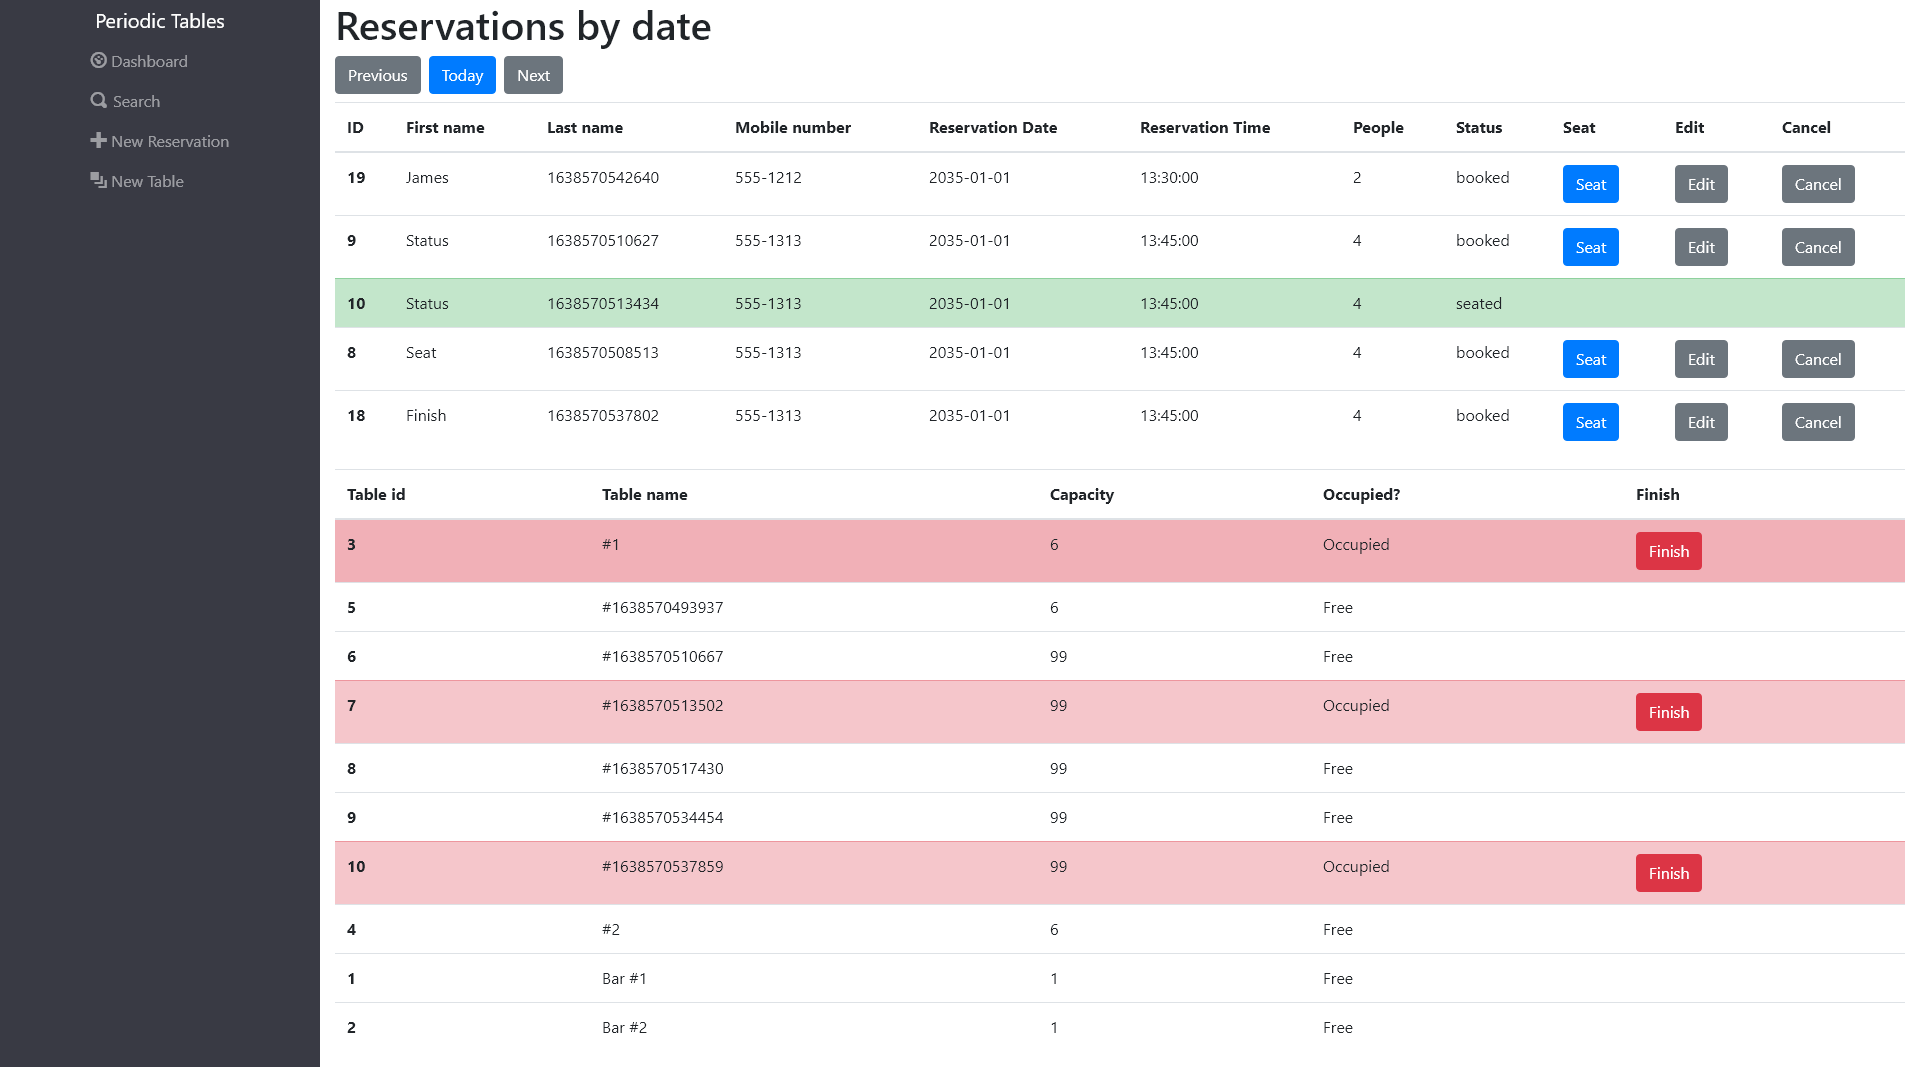 Periodic Tables
Dashboard
Search
New Reservation
New Table
Reservations by date
Previous Today Next
ID First name Last name Mobile number Reservation Date Reservation Time People Status Seat Edit Cancel
19 James 1638570542640 555-1212 2035-01-01 13:30:00 2 booked Seat Edit Cancel
9 Status 1638570510627 555-1313 2035-01-01 13:45:00 4 booked Seat Edit Cancel
10 Status 1638570513434 555-1313 2035-01-01 13:45:00 4 seated
8 Seat 1638570508513 555-1313 2035-01-01 13:45:00 4 booked Seat Edit Cancel
18 Finish 1638570537802 555-1313 2035-01-01 13:45:00 4 booked Seat Edit Cancel
Table id Table name Capacity Occupied? Finish
3 #1 6 Occupied Finish
5 #1638570493937 6 Free
6 #1638570510667 99 Free
7 #1638570513502 99 Occupied Finish
8 #1638570517430 99 Free
9 #1638570534454 99 Free
10 #1638570537859 99 Occupied Finish
4 #2 6 Free
1 Bar #1 1 Free
2 Bar #2 1 Free